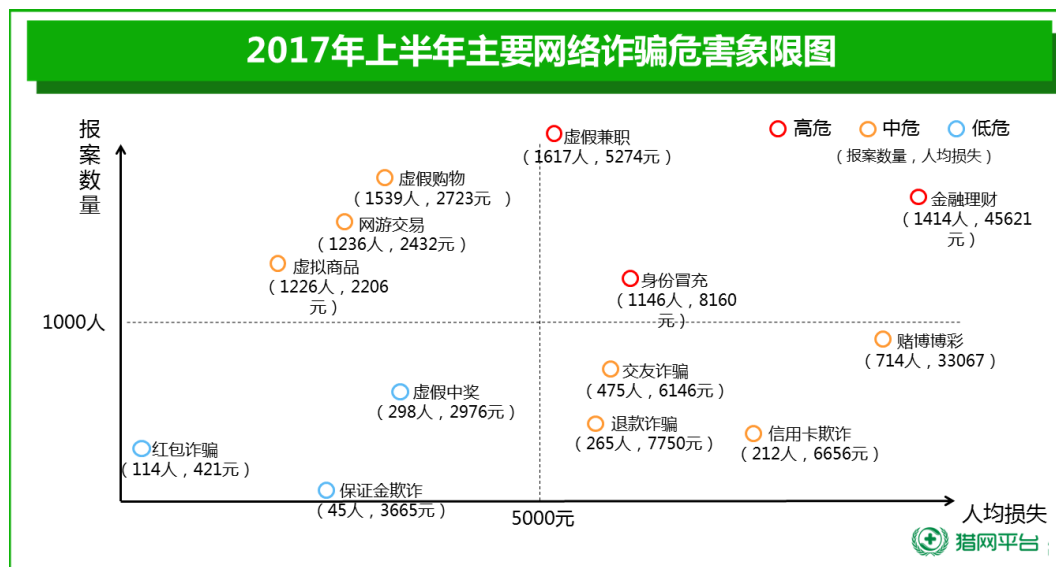 2017年上半年主要网络诈骗危害象限图
报案数量
高危
中危
低危
（报案数量，人均损失）
虚假兼职
（1617人，5274元）
虚假购物
（1539人，2723元 ）
金融理财
（1414人，45621
元）
网游交易
（1236人，2432元）
虚拟商品
（1226人，2206
元）
身份冒充
（1146人，8160
元）
1000人
赌博博彩
（714人，33067）
交友诈骗
（475人，6146元）
虚假中奖
（298人，2976元）
退款诈骗
（265人，7750元）
信用卡欺诈
（212人，6656元）
红包诈骗
（114人，421元）
保证金欺诈
（45人，3665元）
5000元
人均损失
猎网平台